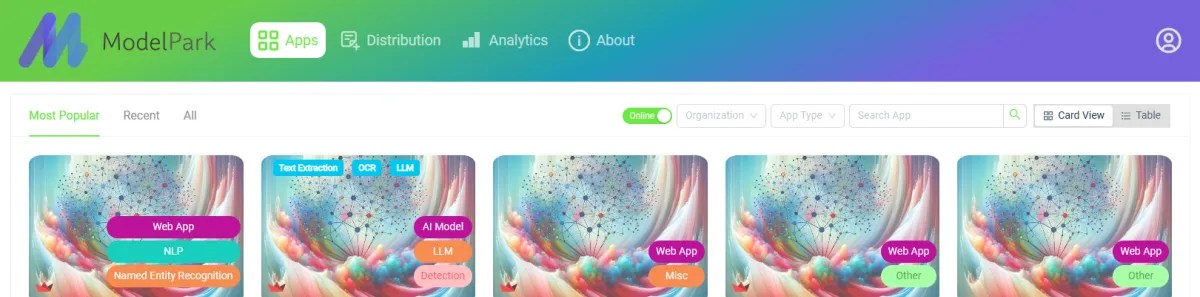 ModelPark Apps Distribution Analytics About
Most Popular Recent All Online Organization App Type Search App Card View Table
Text Extraction OCR LLM
Web App AI Model
NLP LLM Web App Web App Web App
Named Entity Recognition Detection Misc Other Other